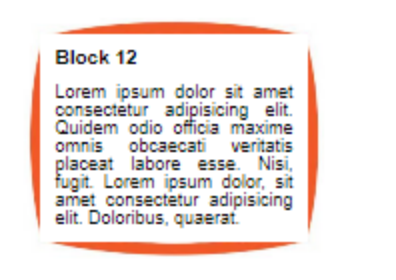 Block 12
Lorem ipsum dolor sit amet
consectetur adipisicing elit.
Quidem odio officia maxime
omnis obcaecati veritatis
placeat labore esse. Nisi,
fugit. Lorem ipsum dolor, sit
amet consectetur adipisicing
elit. Doloribus, quaerat.